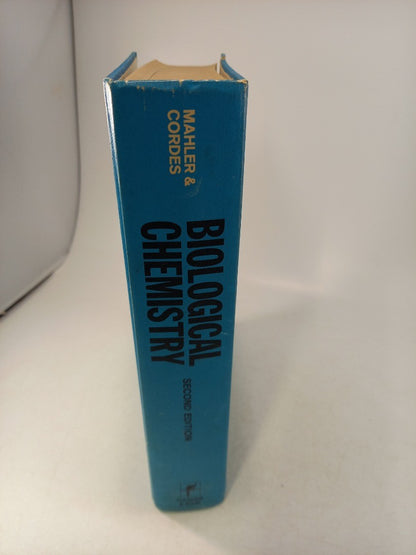 MAHLER &
CORDES
BIOLOGICAL
CHEMISTRY
SECOND EDITION